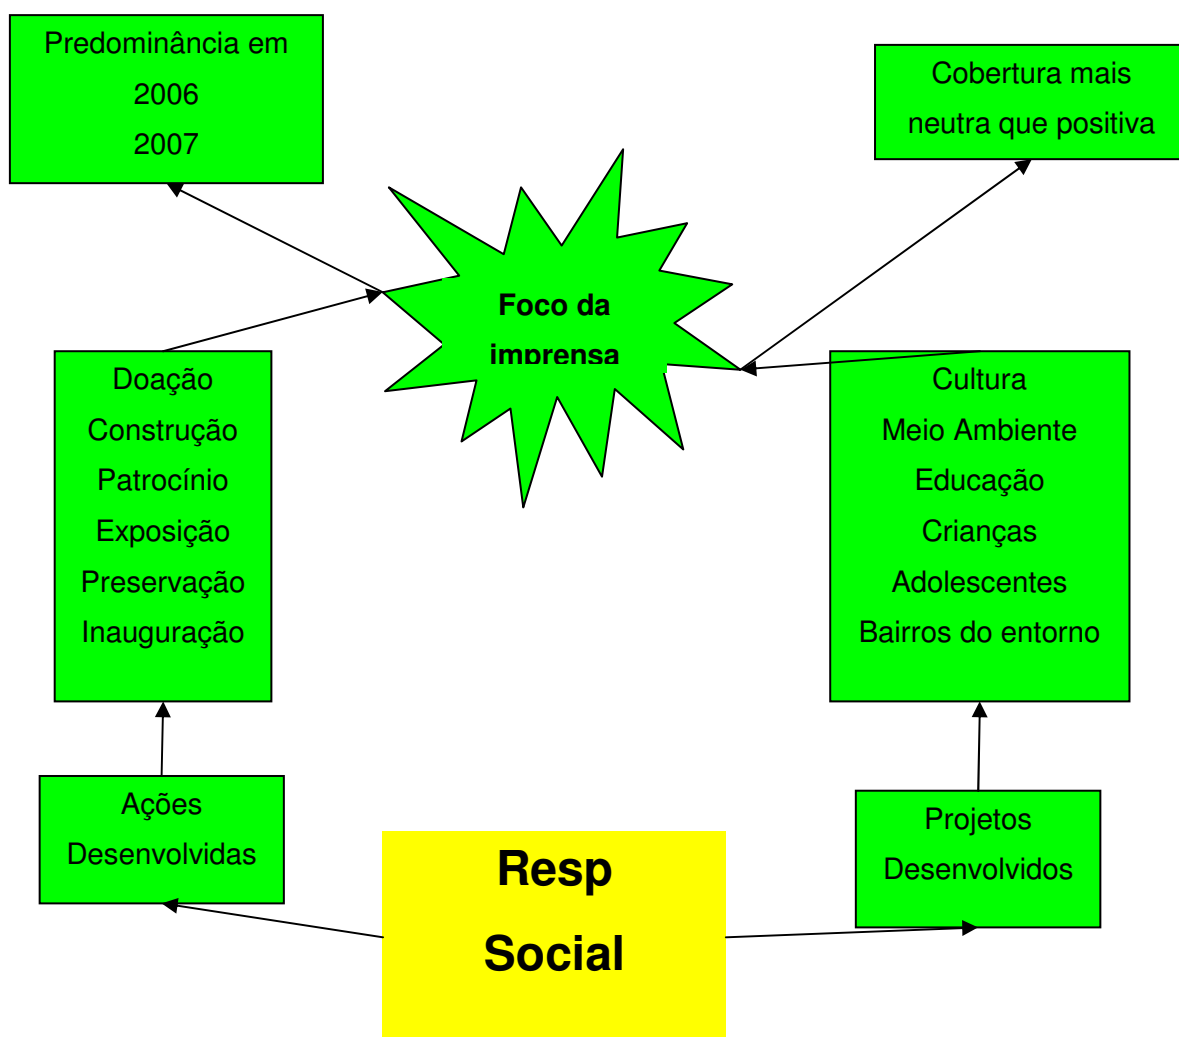 Predominância em
2006
2007
Cobertura mais
neutra que positiva
Foco da
imprensa
Doação
Construção
Patrocínio
Exposição
Preservação
Inauguração
Cultura
Meio Ambiente
Educação
Crianças
Adolescentes
Bairros do entorno
Ações
Desenvolvidas
Projetos
Desenvolvidos
Resp
Social